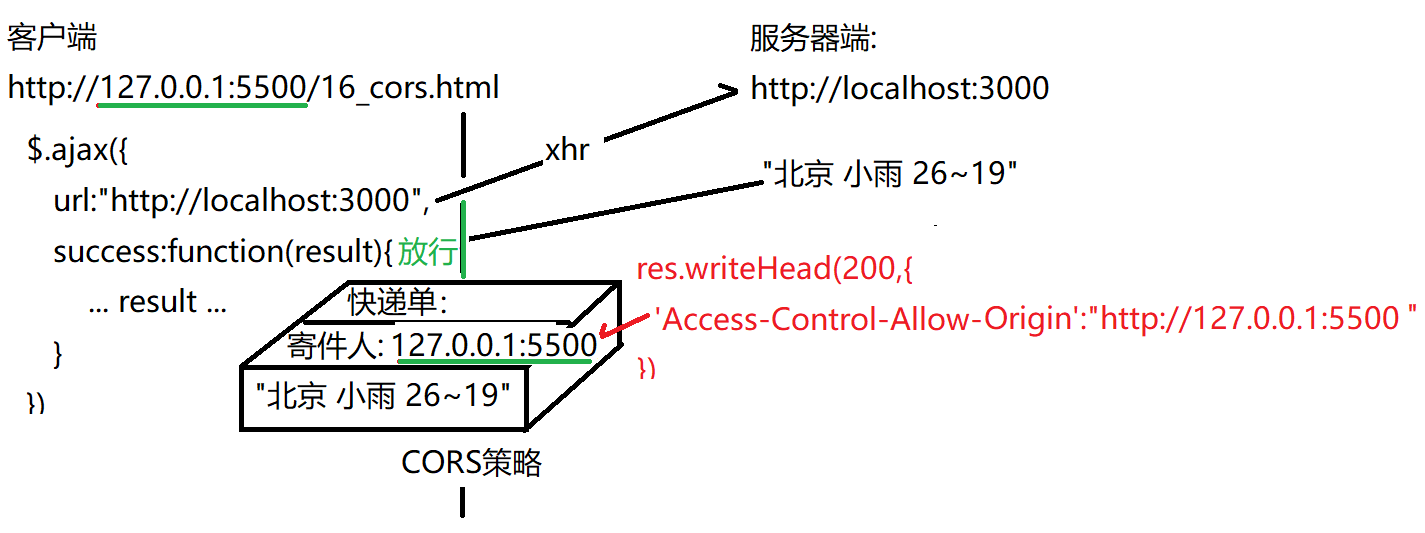 客户端
http://127.0.0.1:5500/16_cors.html
$.ajax({
url:"http://localhost:3000",
success:function(result){ 放行
... result ...
}
})
xhr
服务器端:
http://localhost:3000
"北京 小雨 26~19"
res.writeHead(200,{
'Access-Control-Allow-Origin':"http://127.0.0.1:5500 "
})
快递单：
寄件人: 127.0.0.1:5500
"北京 小雨 26~19"
CORS策略